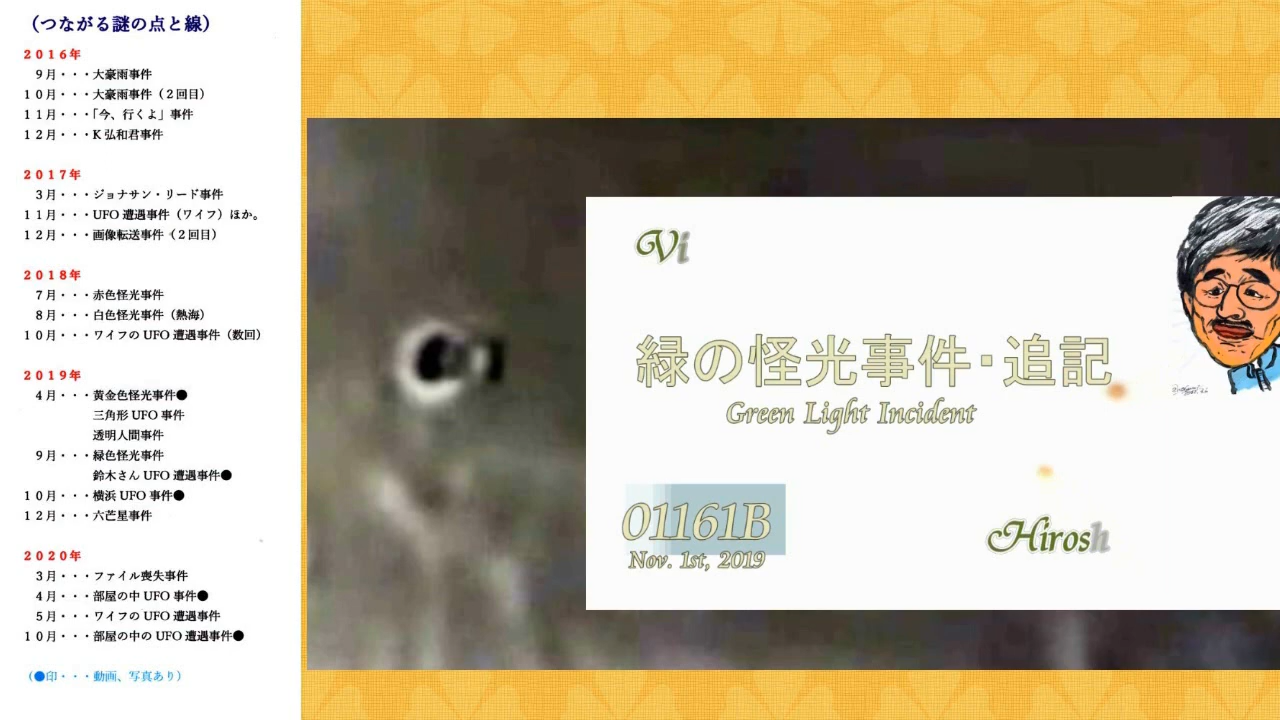 （つながる謎の点と線）
２０１６年
９月・・・大豪雨事件
１０月・・・大豪雨事件（２回目）
１１月・・・「今、行くよ」事件
１２月・・・K 弘和君事件
２０１７年
３月・・・ジョナサン・リード事件
１１月・・・UFO 遭遇事件（ワイフ）ほか。
１２月・・・画像転送事件（２回目）
２０１８年
７月・・・赤色怪光事件
８月・・・白色怪光事件（熱海）
１０月・・・ワイフの UFO 遭遇事件（数回）
２０１９年
４月・・・黄金色怪光事件●
三角形 UFO 事件
透明人間事件
９月・・・緑色怪光事件
鈴木さん UFO 遭遇事件●
１０月・・・横浜 UFO 事件●
１２月・・・六芒星事件
２０２０年
３月・・・ファイル喪失事件
４月・・・部屋の中 UFO 事件●
５月・・・ワイフの UFO 遭遇事件
１０月・・・部屋の中の UFO 遭遇事件●
（●印・・・動画、写真あり）
Vi
緑の怪光事件・追記
Green Light Incident
01161B
Nov. 1st, 2019
Hirosh